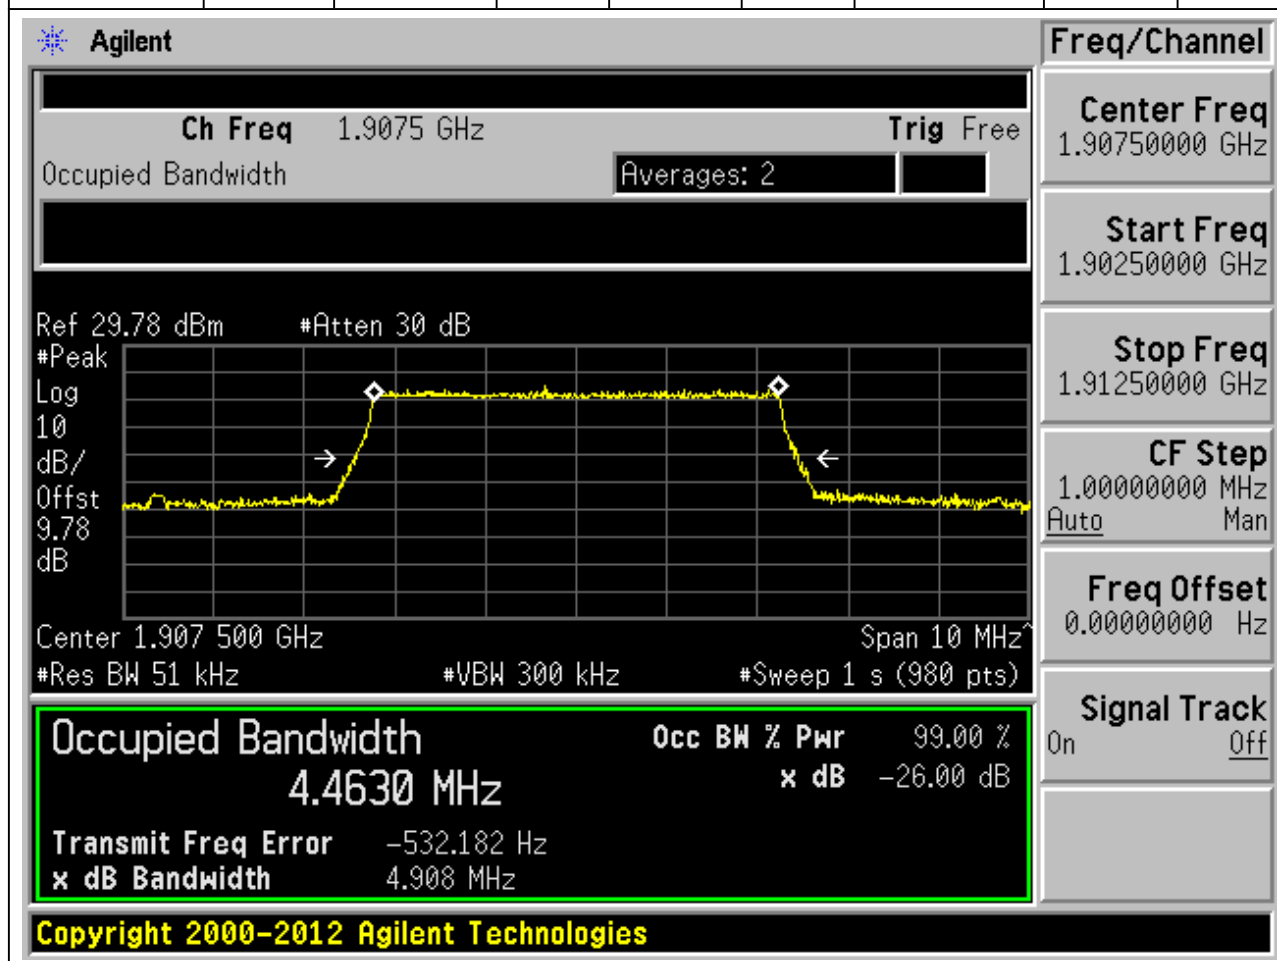 Agilent
Freq/Channel
Ch Freq 1.9075 GHz Trig Free
Occupied Bandwidth Averages: 2
Center Freq
1.90750000 GHz
Start Freq
1.90250000 GHz
Stop Freq
1.91250000 GHz
CF Step
1.00000000 MHz
Auto Man
Freq Offset
0.00000000 Hz
Signal Track
On Off
Ref 29.78 dBm #Atten 30 dB
#Peak
Log
10
dB/
Offst
9.78
dB
Center 1.907 500 GHz Span 10 MHz^
#Res BW 51 kHz #VBW 300 kHz #Sweep 1 s (980 pts)
Occupied Bandwidth Occ BW % Pwr 99.00 %
4.4630 MHz x dB -26.00 dB
Transmit Freq Error -532.182 Hz
x dB Bandwidth 4.908 MHz
Copyright 2000-2012 Agilent Technologies